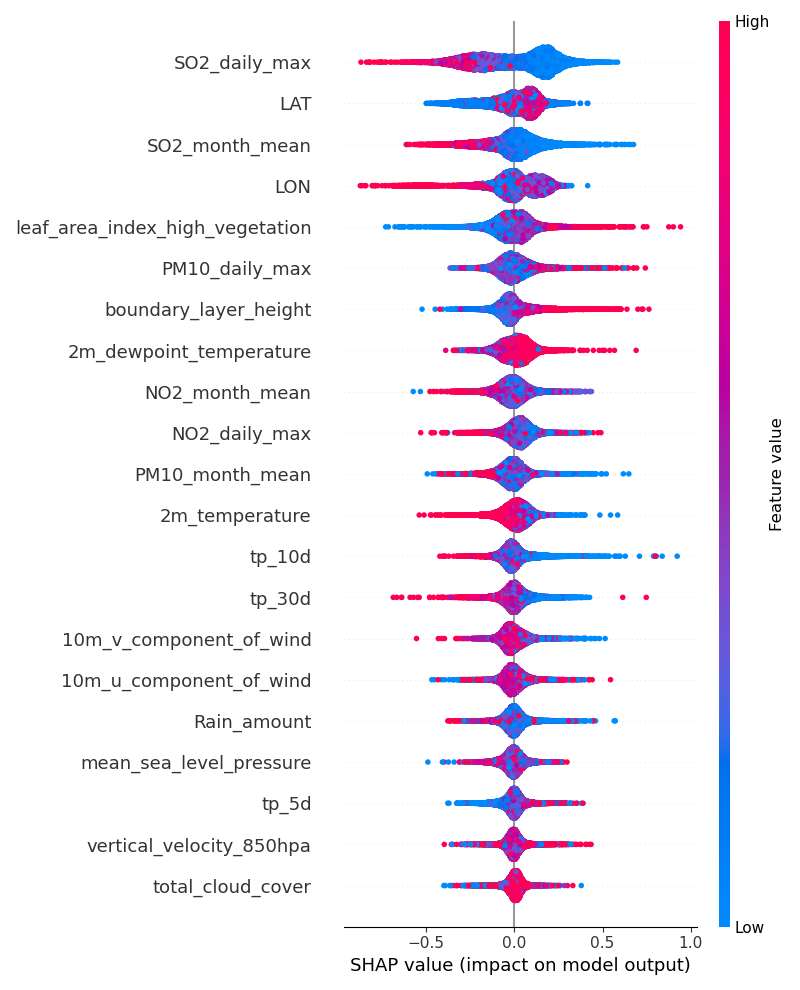 High
SO2_daily_max
LAT
SO2_month_mean
LON
leaf_area_index_high_vegetation
PM10_daily_max
boundary_layer_height
2m_dewpoint_temperature
NO2_month_mean
NO2_daily_max
PM10_month_mean
2m_temperature
tp_10d
tp_30d
10m_v_component_of_wind
10m_u_component_of_wind
Rain_amount
mean_sea_level_pressure
tp_5d
vertical_velocity_850hpa
total_cloud_cover
Feature value
Low
−0.5 0.0 0.5 1.0
SHAP value (impact on model output)